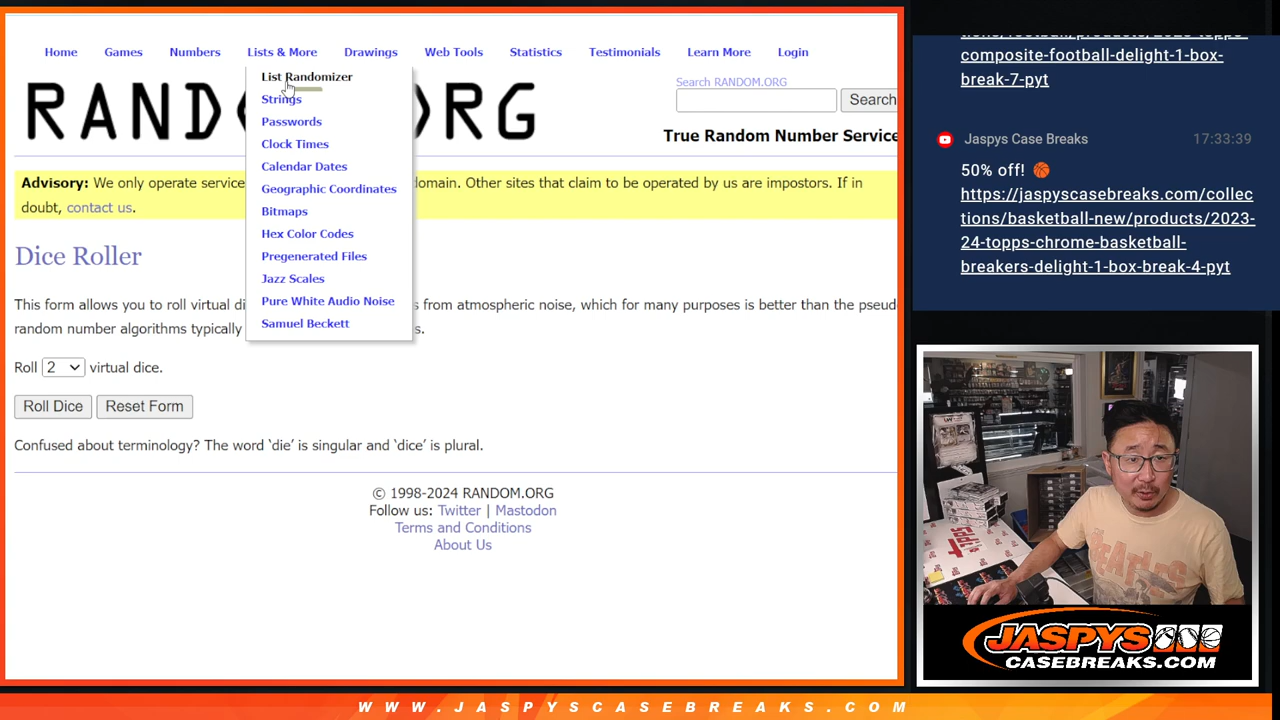 Home Games Numbers Lists & More Drawings Web Tools Statistics Testimonials Learn More Login
List Randomizer
Strings
Passwords
Clock Times
Calendar Dates
Geographic Coordinates
Bitmaps
Hex Color Codes
Pregenerated Files
Jazz Scales
Pure White Audio Noise
Samuel Beckett
Search RANDOM.ORG
Search
True Random Number Service
Advisory: We only operate service
domain. Other sites that claim to be operated by us are impostors. If in
doubt, contact us.
Dice Roller
This form allows you to roll virtual di
s from atmospheric noise, which for many purposes is better than the pseudo
random number algorithms typically
s.
Roll 2 virtual dice.
Roll Dice Reset Form
Confused about terminology? The word ‘die’ is singular and ‘dice’ is plural.
© 1998-2024 RANDOM.ORG
Follow us: Twitter | Mastodon
Terms and Conditions
About Us
composite-football-delight-1-box-
break-7-pyt
Jaspys Case Breaks 17:33:39
50% off! 🏀
https://jaspyscasebreaks.com/collec
tions/basketball-new/products/2023-
24-topps-chrome-basketball-
breakers-delight-1-box-break-4-pyt
topps
JASPYS
CASEBREAKS.COM
WWW.JASPYSCASEBREAKS.COM